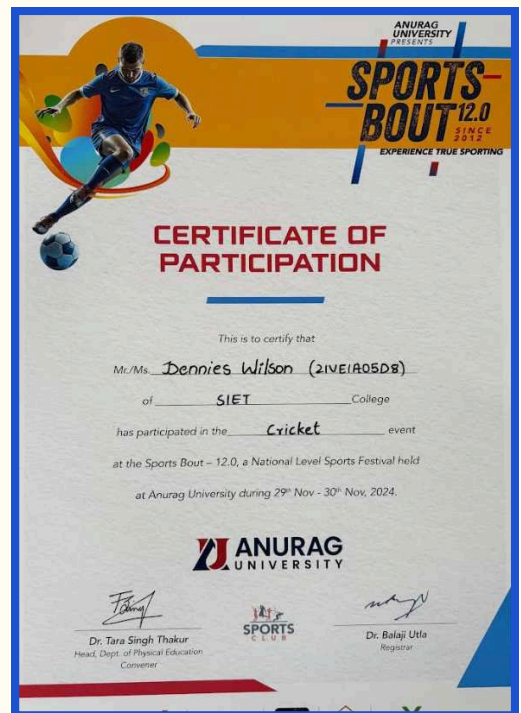 ANURAG
UNIVERSITY
PRESENTS
SPORTS
BOUT 12.0
SINCE
2012
EXPERIENCE TRUE SPORTING
CERTIFICATE OF
PARTICIPATION
This is to certify that
Mr./Ms. Dennies Wilson (21VE1A05D8)
of SIET College
has participated in the Cricket event
at the Sports Bout – 12.0, a National Level Sports Festival held
at Anurag University during 29th Nov - 30th Nov, 2024.
ANURAG
UNIVERSITY
SPORTS
CLUB
Dr. Tara Singh Thakur
Head, Dept. of Physical Education
Convener
Dr. Balaji Utla
Registrar